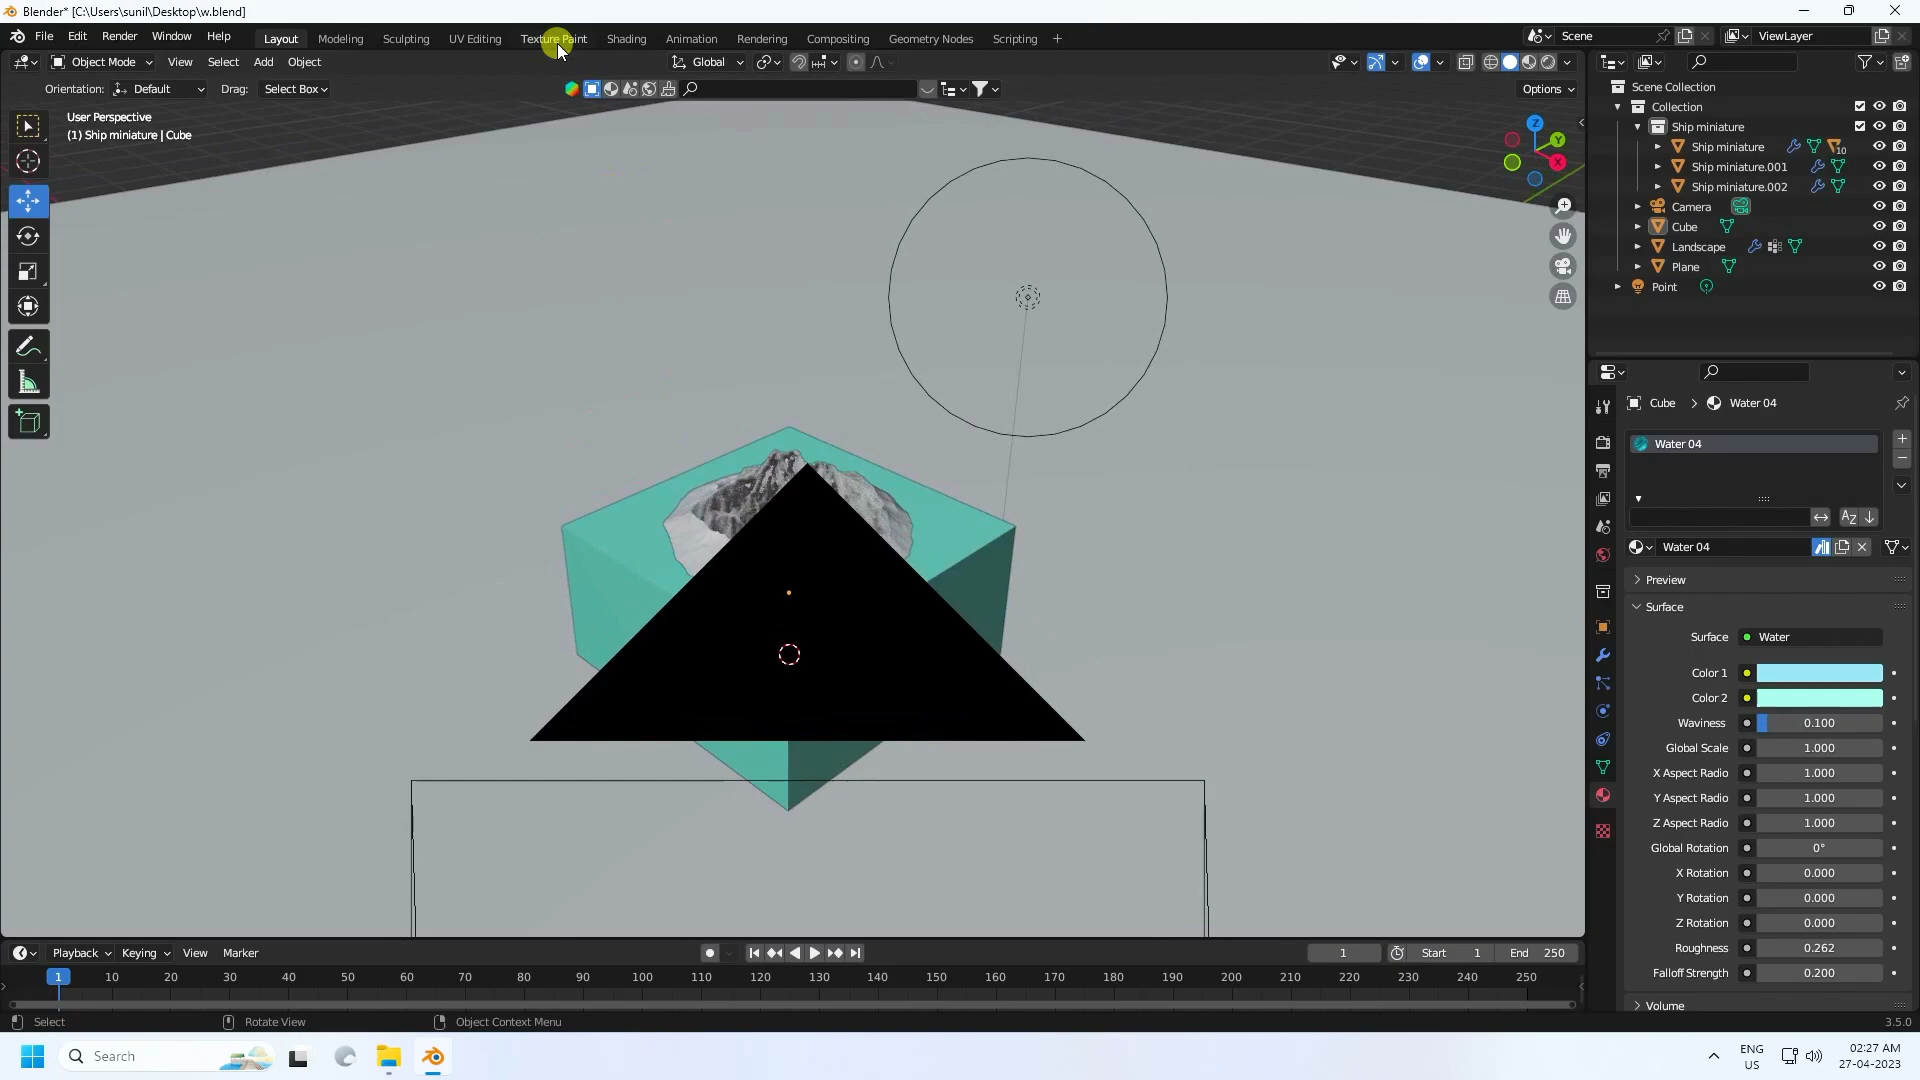 Blender* [C:\Users\sunil\Desktop\w.blend]
File Edit Render Window Help Layout Modeling Sculpting UV Editing Texture Paint Shading Animation Rendering Compositing Geometry Nodes Scripting + Scene ViewLayer
Object Mode View Select Add Object Global
Orientation: Default Drag: Select Box Options
User Perspective
(1) Ship miniature | Cube
Z
Y
X
Scene Collection
Collection
Ship miniature
Ship miniature 10
Ship miniature.001
Ship miniature.002
Camera
Cube
Landscape
Plane
Point
Cube > Water 04
Water 04
Water 04
Preview
Surface
Surface Water
Color 1
Color 2
Waviness 0.100
Global Scale 1.000
X Aspect Radio 1.000
Y Aspect Radio 1.000
Z Aspect Radio 1.000
Global Rotation 0°
X Rotation 0.000
Y Rotation 0.000
Z Rotation 0.000
Roughness 0.262
Falloff Strength 0.200
Volume
Playback Keying View Marker 1 Start 1 End 250
1 10 20 30 40 50 60 70 80 90 100 110 120 130 140 150 160 170 180 190 200 210 220 230 240 250
Select Rotate View Object Context Menu 3.5.0
Search ENG US 02:27 AM 27-04-2023